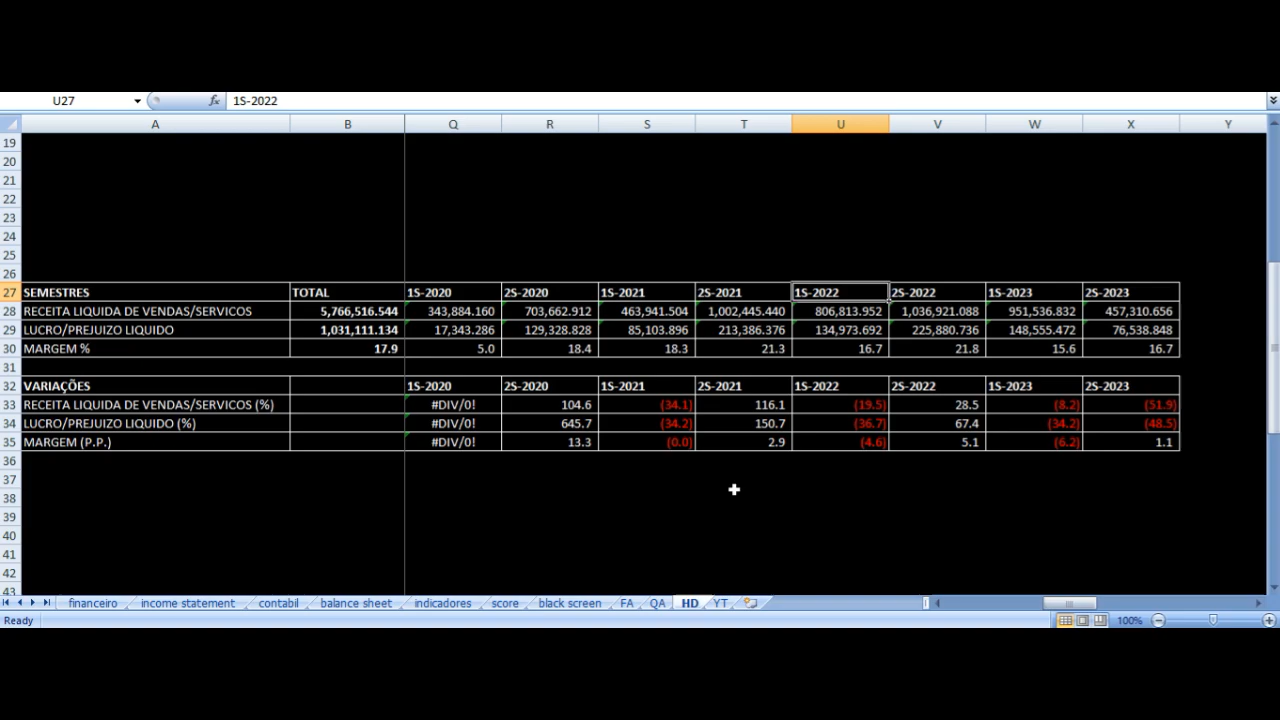 U27 fx 1S-2022
A B Q R S T U V W X Y
19
20
21
22
23
24
25
26
27 SEMESTRES TOTAL 1S-2020 2S-2020 1S-2021 2S-2021 1S-2022 2S-2022 1S-2023 2S-2023
28 RECEITA LIQUIDA DE VENDAS/SERVICOS 5,766,516.544 343,884.160 703,662.912 463,941.504 1,002,445.440 806,813.952 1,036,921.088 951,536.832 457,310.656
29 LUCRO/PREJUIZO LIQUIDO 1,031,111.134 17,343.286 129,328.828 85,103.896 213,386.376 134,973.692 225,880.736 148,555.472 76,538.848
30 MARGEM % 17.9 5.0 18.4 18.3 21.3 16.7 21.8 15.6 16.7
31
32 VARIAÇÕES 1S-2020 2S-2020 1S-2021 2S-2021 1S-2022 2S-2022 1S-2023 2S-2023
33 RECEITA LIQUIDA DE VENDAS/SERVICOS (%) #DIV/0! 104.6 (34.1) 116.1 (19.5) 28.5 (8.2) (51.9)
34 LUCRO/PREJUIZO LIQUIDO (%) #DIV/0! 645.7 (34.2) 150.7 (36.7) 67.4 (34.2) (48.5)
35 MARGEM (P.P.) #DIV/0! 13.3 (0.0) 2.9 (4.6) 5.1 (6.2) 1.1
36
37
38
39
40
41
42
43
financeiro income statement contabil balance sheet indicadores score black screen FA QA HD YT
Ready 100%